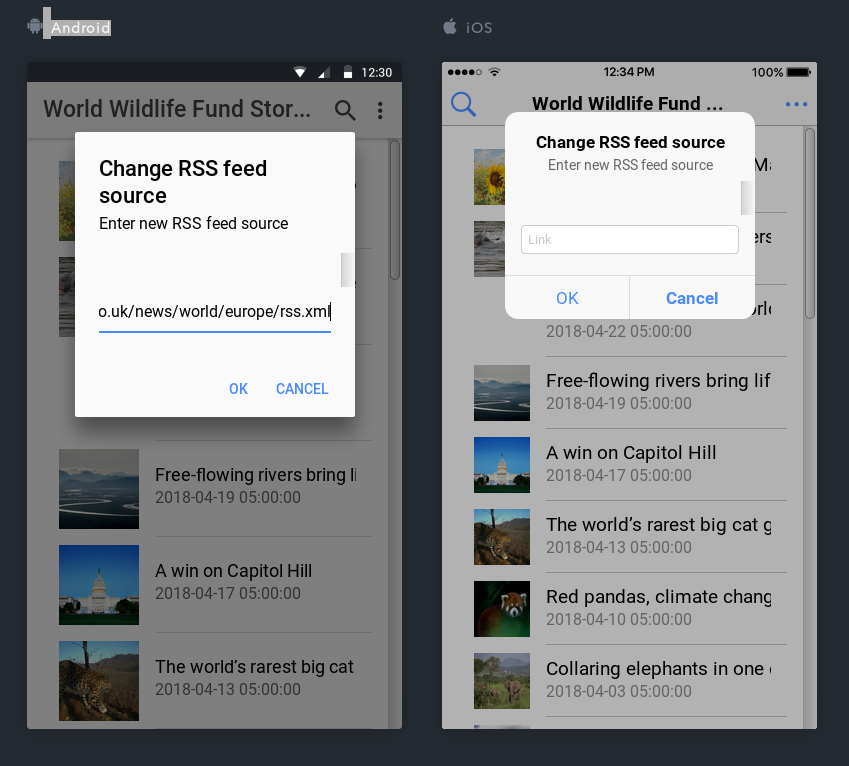 Android
12:30
World Wildlife Fund Stor...
Change RSS feed
source
Enter new RSS feed source
o.uk/news/world/europe/rss.xml
OK CANCEL
Free-flowing rivers bring li
2018-04-19 05:00:00
A win on Capitol Hill
2018-04-17 05:00:00
The world’s rarest big cat
2018-04-13 05:00:00
iOS
12:34 PM 100%
World Wildlife Fund ...
Change RSS feed source
Enter new RSS feed source
Link
OK Cancel
2018-04-22 05:00:00
Free-flowing rivers bring lif
2018-04-19 05:00:00
A win on Capitol Hill
2018-04-17 05:00:00
The world’s rarest big cat g
2018-04-13 05:00:00
Red pandas, climate chang
2018-04-10 05:00:00
Collaring elephants in one
2018-04-03 05:00:00